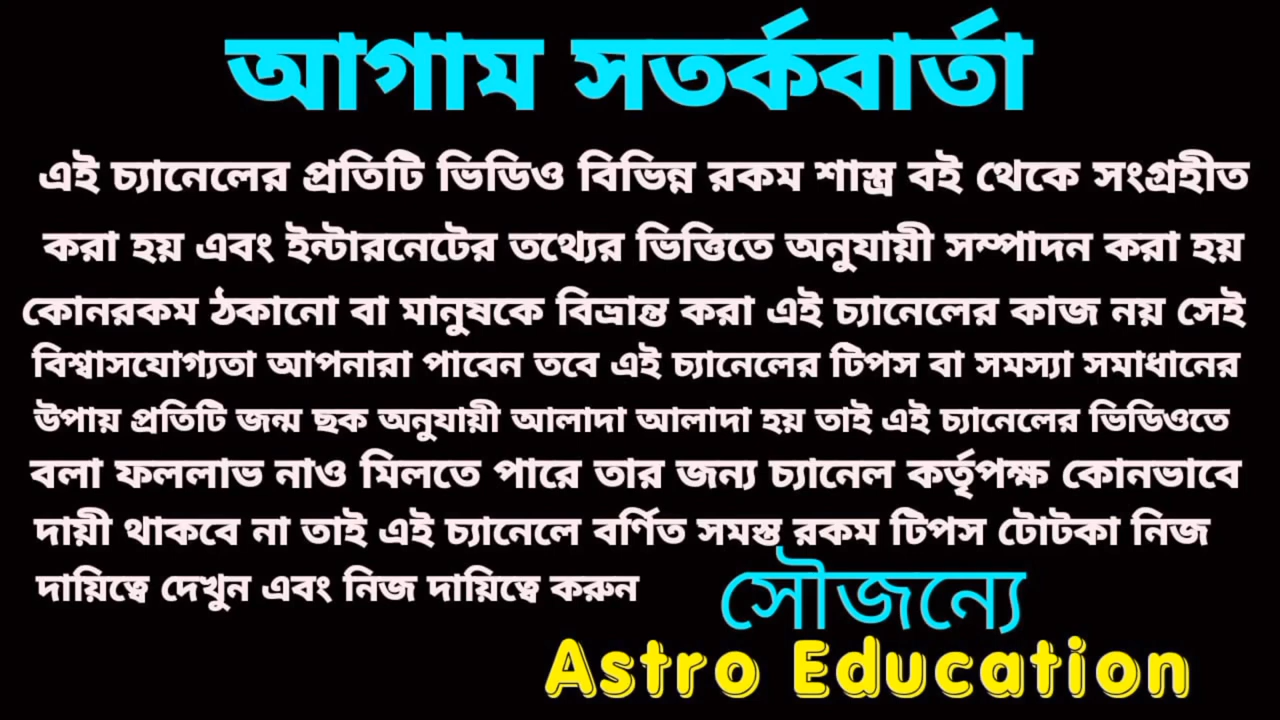 আগাম সতর্কবার্তা
এই চ্যানেলের প্রতিটি ভিডিও বিভিন্ন রকম শাস্ত্র বই থেকে সংগ্রহীত
করা হয় এবং ইন্টারনেটের তথ্যের ভিত্তিতে অনুযায়ী সম্পাদন করা হয়
কোনরকম ঠকানো বা মানুষকে বিভ্রান্ত করা এই চ্যানেলের কাজ নয় সেই
বিশ্বাসযোগ্যতা আপনারা পাবেন তবে এই চ্যানেলের টিপস বা সমস্যা সমাধানের
উপায় প্রতিটি জন্ম ছক অনুযায়ী আলাদা আলাদা হয় তাই এই চ্যানেলের ভিডিওতে
বলা ফললাভ নাও মিলতে পারে তার জন্য চ্যানেল কর্তৃপক্ষ কোনভাবে
দায়ী থাকবে না তাই এই চ্যানেলে বর্ণিত সমস্ত রকম টিপস টোটকা নিজ
দায়িত্বে দেখুন এবং নিজ দায়িত্বে করুন
সৌজন্যে
Astro Education